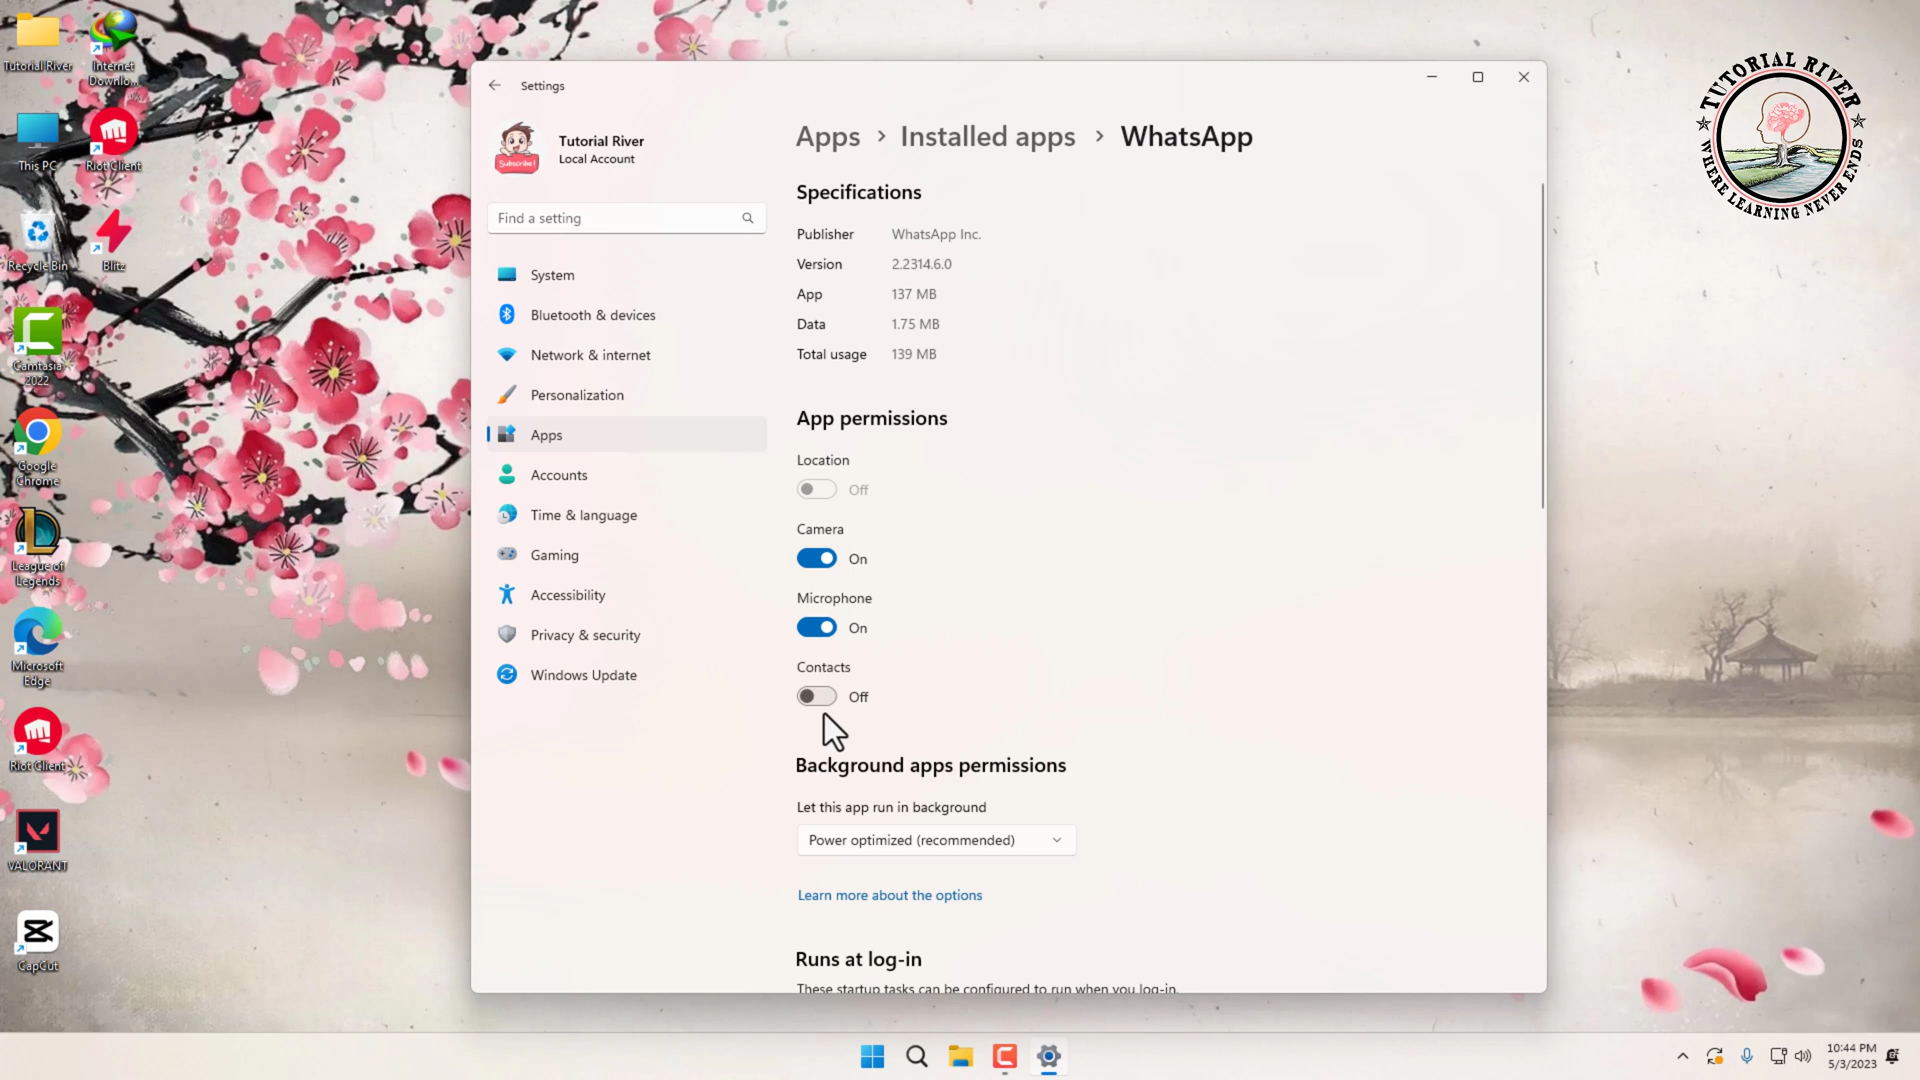 Tutorial River
Internet
Downlo...
This PC
Riot Client
Recycle Bin
Blitz
Camtasia
2022
Google
Chrome
League of
Legends
Microsoft
Edge
Riot Client
VALORANT
CapCut
Settings
Tutorial River
Local Account
Subscribe!
Find a setting
System
Bluetooth & devices
Network & internet
Personalization
Apps
Accounts
Time & language
Gaming
Accessibility
Privacy & security
Windows Update
Apps > Installed apps > WhatsApp
Specifications
Publisher WhatsApp Inc.
Version 2.2314.6.0
App 137 MB
Data 1.75 MB
Total usage 139 MB
App permissions
Location
Off
Camera
On
Microphone
On
Contacts
Off
Background apps permissions
Let this app run in background
Power optimized (recommended)
Learn more about the options
Runs at log-in
These startup tasks can be configured to run when you log-in.
TUTORIAL RIVER
WHERE LEARNING NEVER ENDS
10:44 PM
5/3/2023